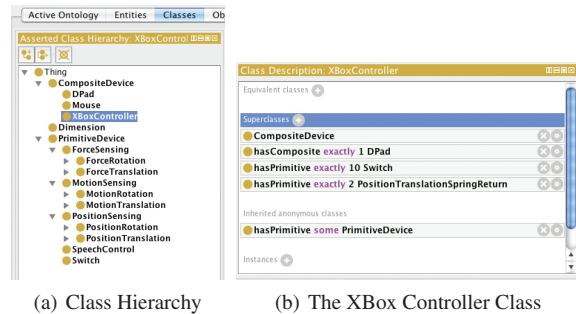 Active Ontology Entities Classes Ob
Asserted Class Hierarchy: XBoxControl
Thing
CompositeDevice
DPad
Mouse
XBoxController
Dimension
PrimitiveDevice
ForceSensing
ForceRotation
ForceTranslation
MotionSensing
MotionRotation
MotionTranslation
PositionSensing
PositionRotation
PositionTranslation
SpeechControl
Switch
(a) Class Hierarchy
Class Description: XBoxController
Equivalent classes
Superclasses
CompositeDevice
hasComposite exactly 1 DPad
hasPrimitive exactly 10 Switch
hasPrimitive exactly 2 PositionTranslationSpringReturn
Inherited anonymous classes
hasPrimitive some PrimitiveDevice
Instances
(b) The XBox Controller Class